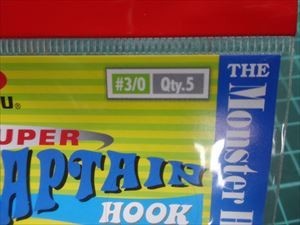 #3/0 Qty.5
U®
UPER
APTAIN
HOOK
THE Monster H